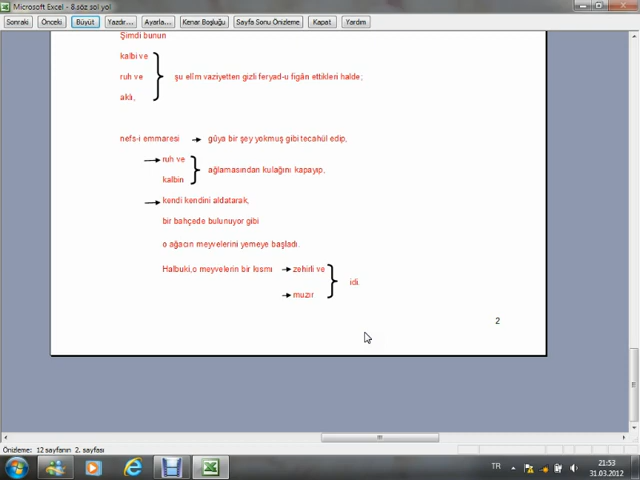 Microsoft Excel - 8.söz sol yol
Sonraki Önceki Büyüt Yazdır... Ayarla... Kenar Boşluğu Sayfa Sonu Önizleme Kapat Yardım
Şimdi bunun
kalbi ve
ruh ve şu elîm vaziyetten gizli feryad-u figân ettikleri halde;
aklı,
nefs-i emmaresi gûya bir şey yokmuş gibi tecahül edip,
ruh ve
ağlamasından kulağını kapayıp,
kalbin
kendi kendini aldatarak,
bir bahçede bulunuyor gibi
o ağacın meyvelerini yemeye başladı.
Halbuki,o meyvelerin bir kısmı zehirli ve
idi
muzır
2
Önizleme: 12 sayfanın 2. sayfası
TR 21:53
31.03.2012